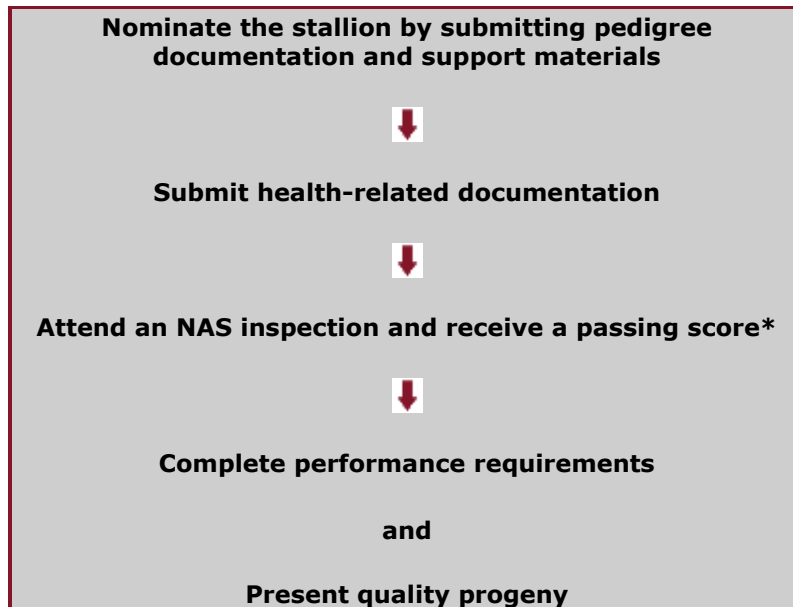 Nominate the stallion by submitting pedigree
documentation and support materials
Submit health-related documentation
Attend an NAS inspection and receive a passing score*
Complete performance requirements
and
Present quality progeny